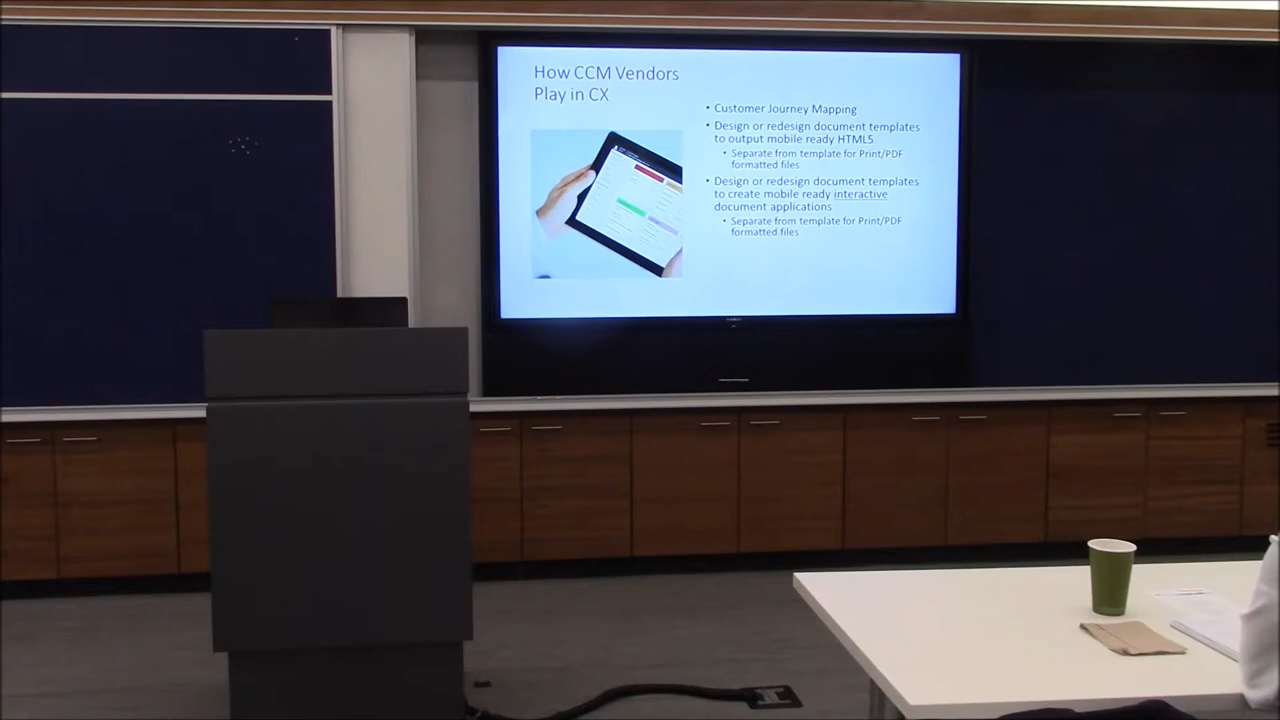 How CCM Vendors
Play in CX
• Customer Journey Mapping
• Design or redesign document templates
to output mobile ready HTML5
• Separate from template for Print/PDF
formatted files
• Design or redesign document templates
to create mobile ready interactive
document applications
• Separate from template for Print/PDF
formatted files